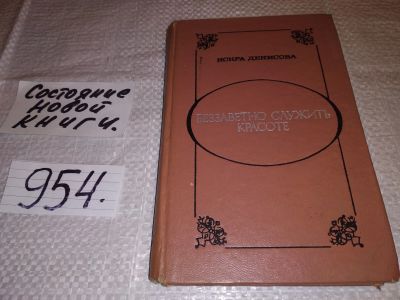 Состояние
новой
книги.
954.
ИСКРА ДЕНИСОВА
БЕЗЗАВЕТНО СЛУЖИТЬ
КРАСОТЕ